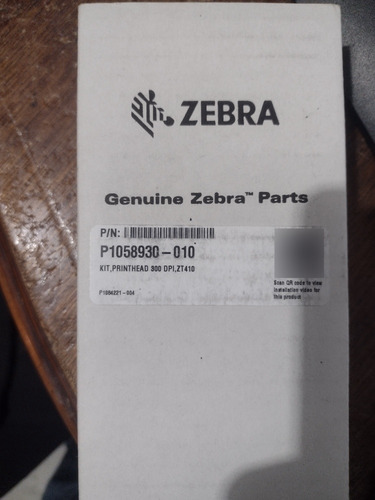 ZEBRA
Genuine Zebra™ Parts
P/N:
P1058930-010
KIT,PRINTHEAD 300 DPI,ZT410
P1066221-004
Scan QR code to view
installation video for
this product